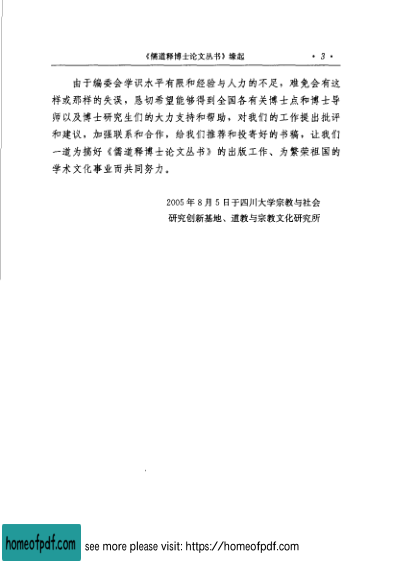 《儒道释博士论文丛书》缘起 · 3 ·
由于编委会学识水平有限和经验与人力的不足，难免会有这
样或那样的失误，恳切希望能够得到全国各有关博士点和博士导
师以及博士研究生们的大力支持和帮助，对我们的工作提出批评
和建议，加强联系和合作，给我们推荐和投寄好的书稿，让我们
一道为搞好《儒道释博士论文丛书》的出版工作、为繁荣祖国的
学术文化事业而共同努力。
2005 年 8 月 5 日于四川大学宗教与社会
研究创新基地、道教与宗教文化研究所
homeofpdf.com see more please visit: https://homeofpdf.com